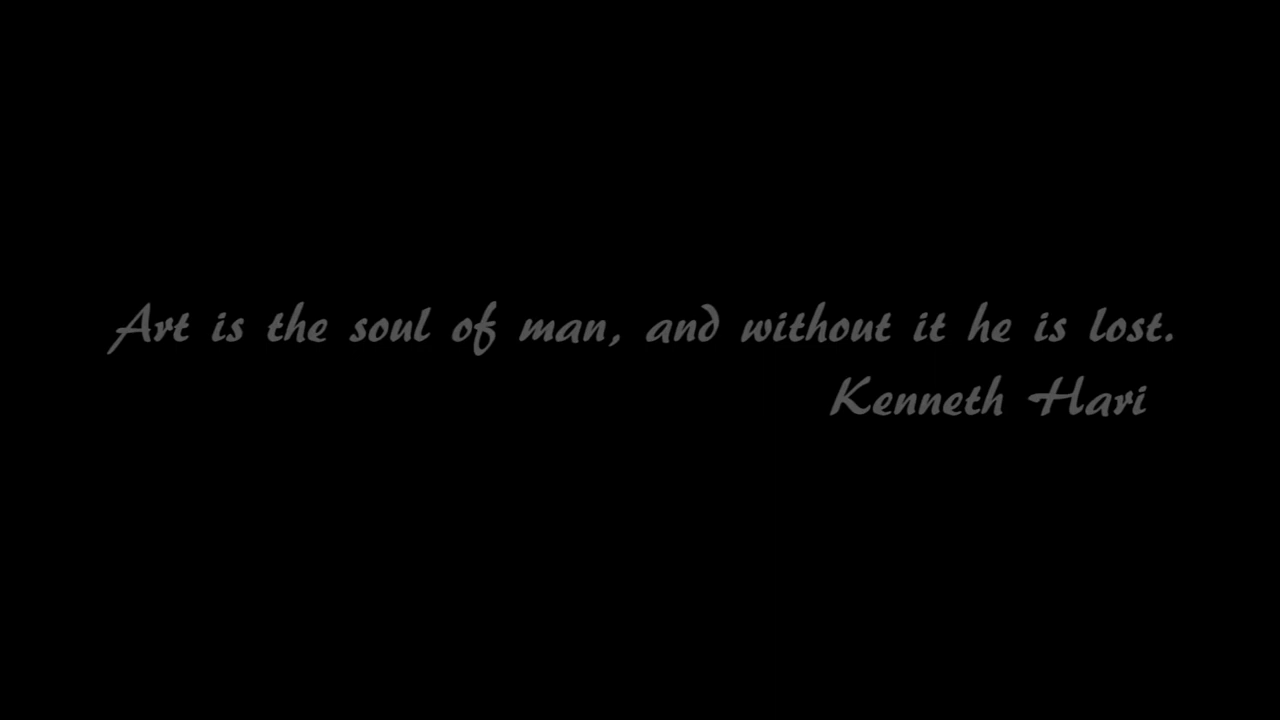 Art is the soul of man, and without it he is lost.
Kenneth Hari